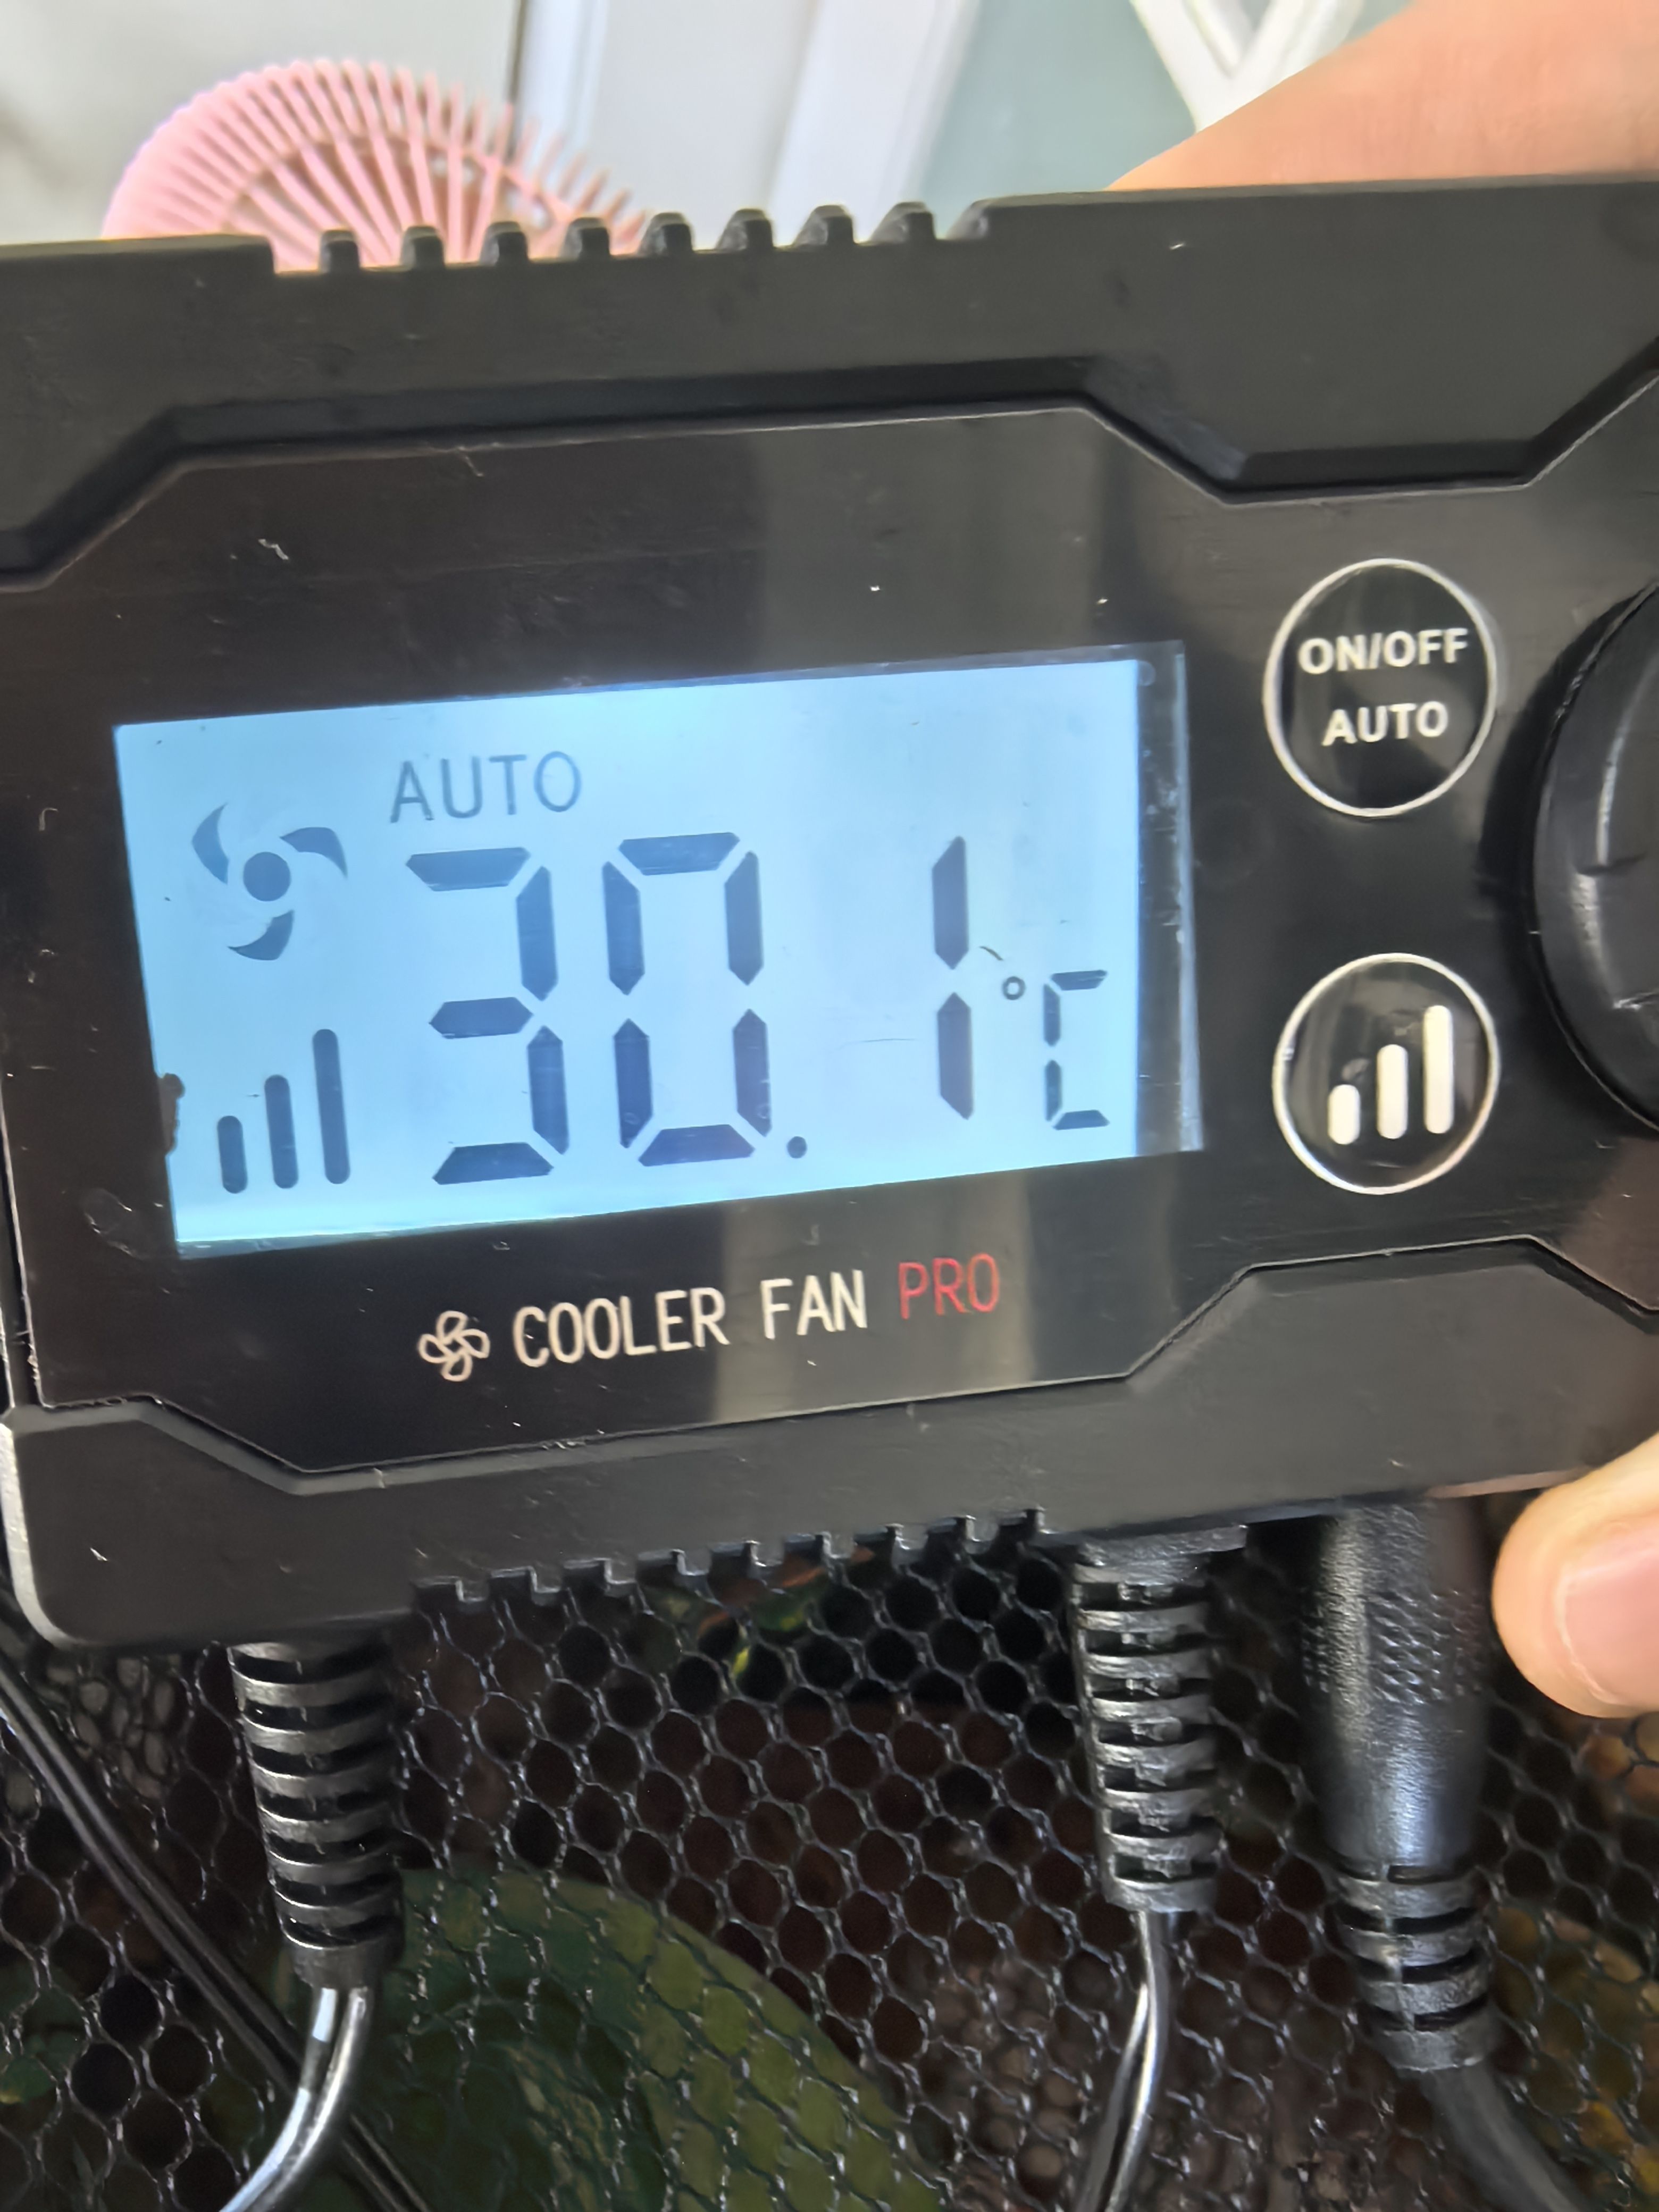 ON/OFF
AUTO
AUTO
30.1°C
COOLER FAN PRO